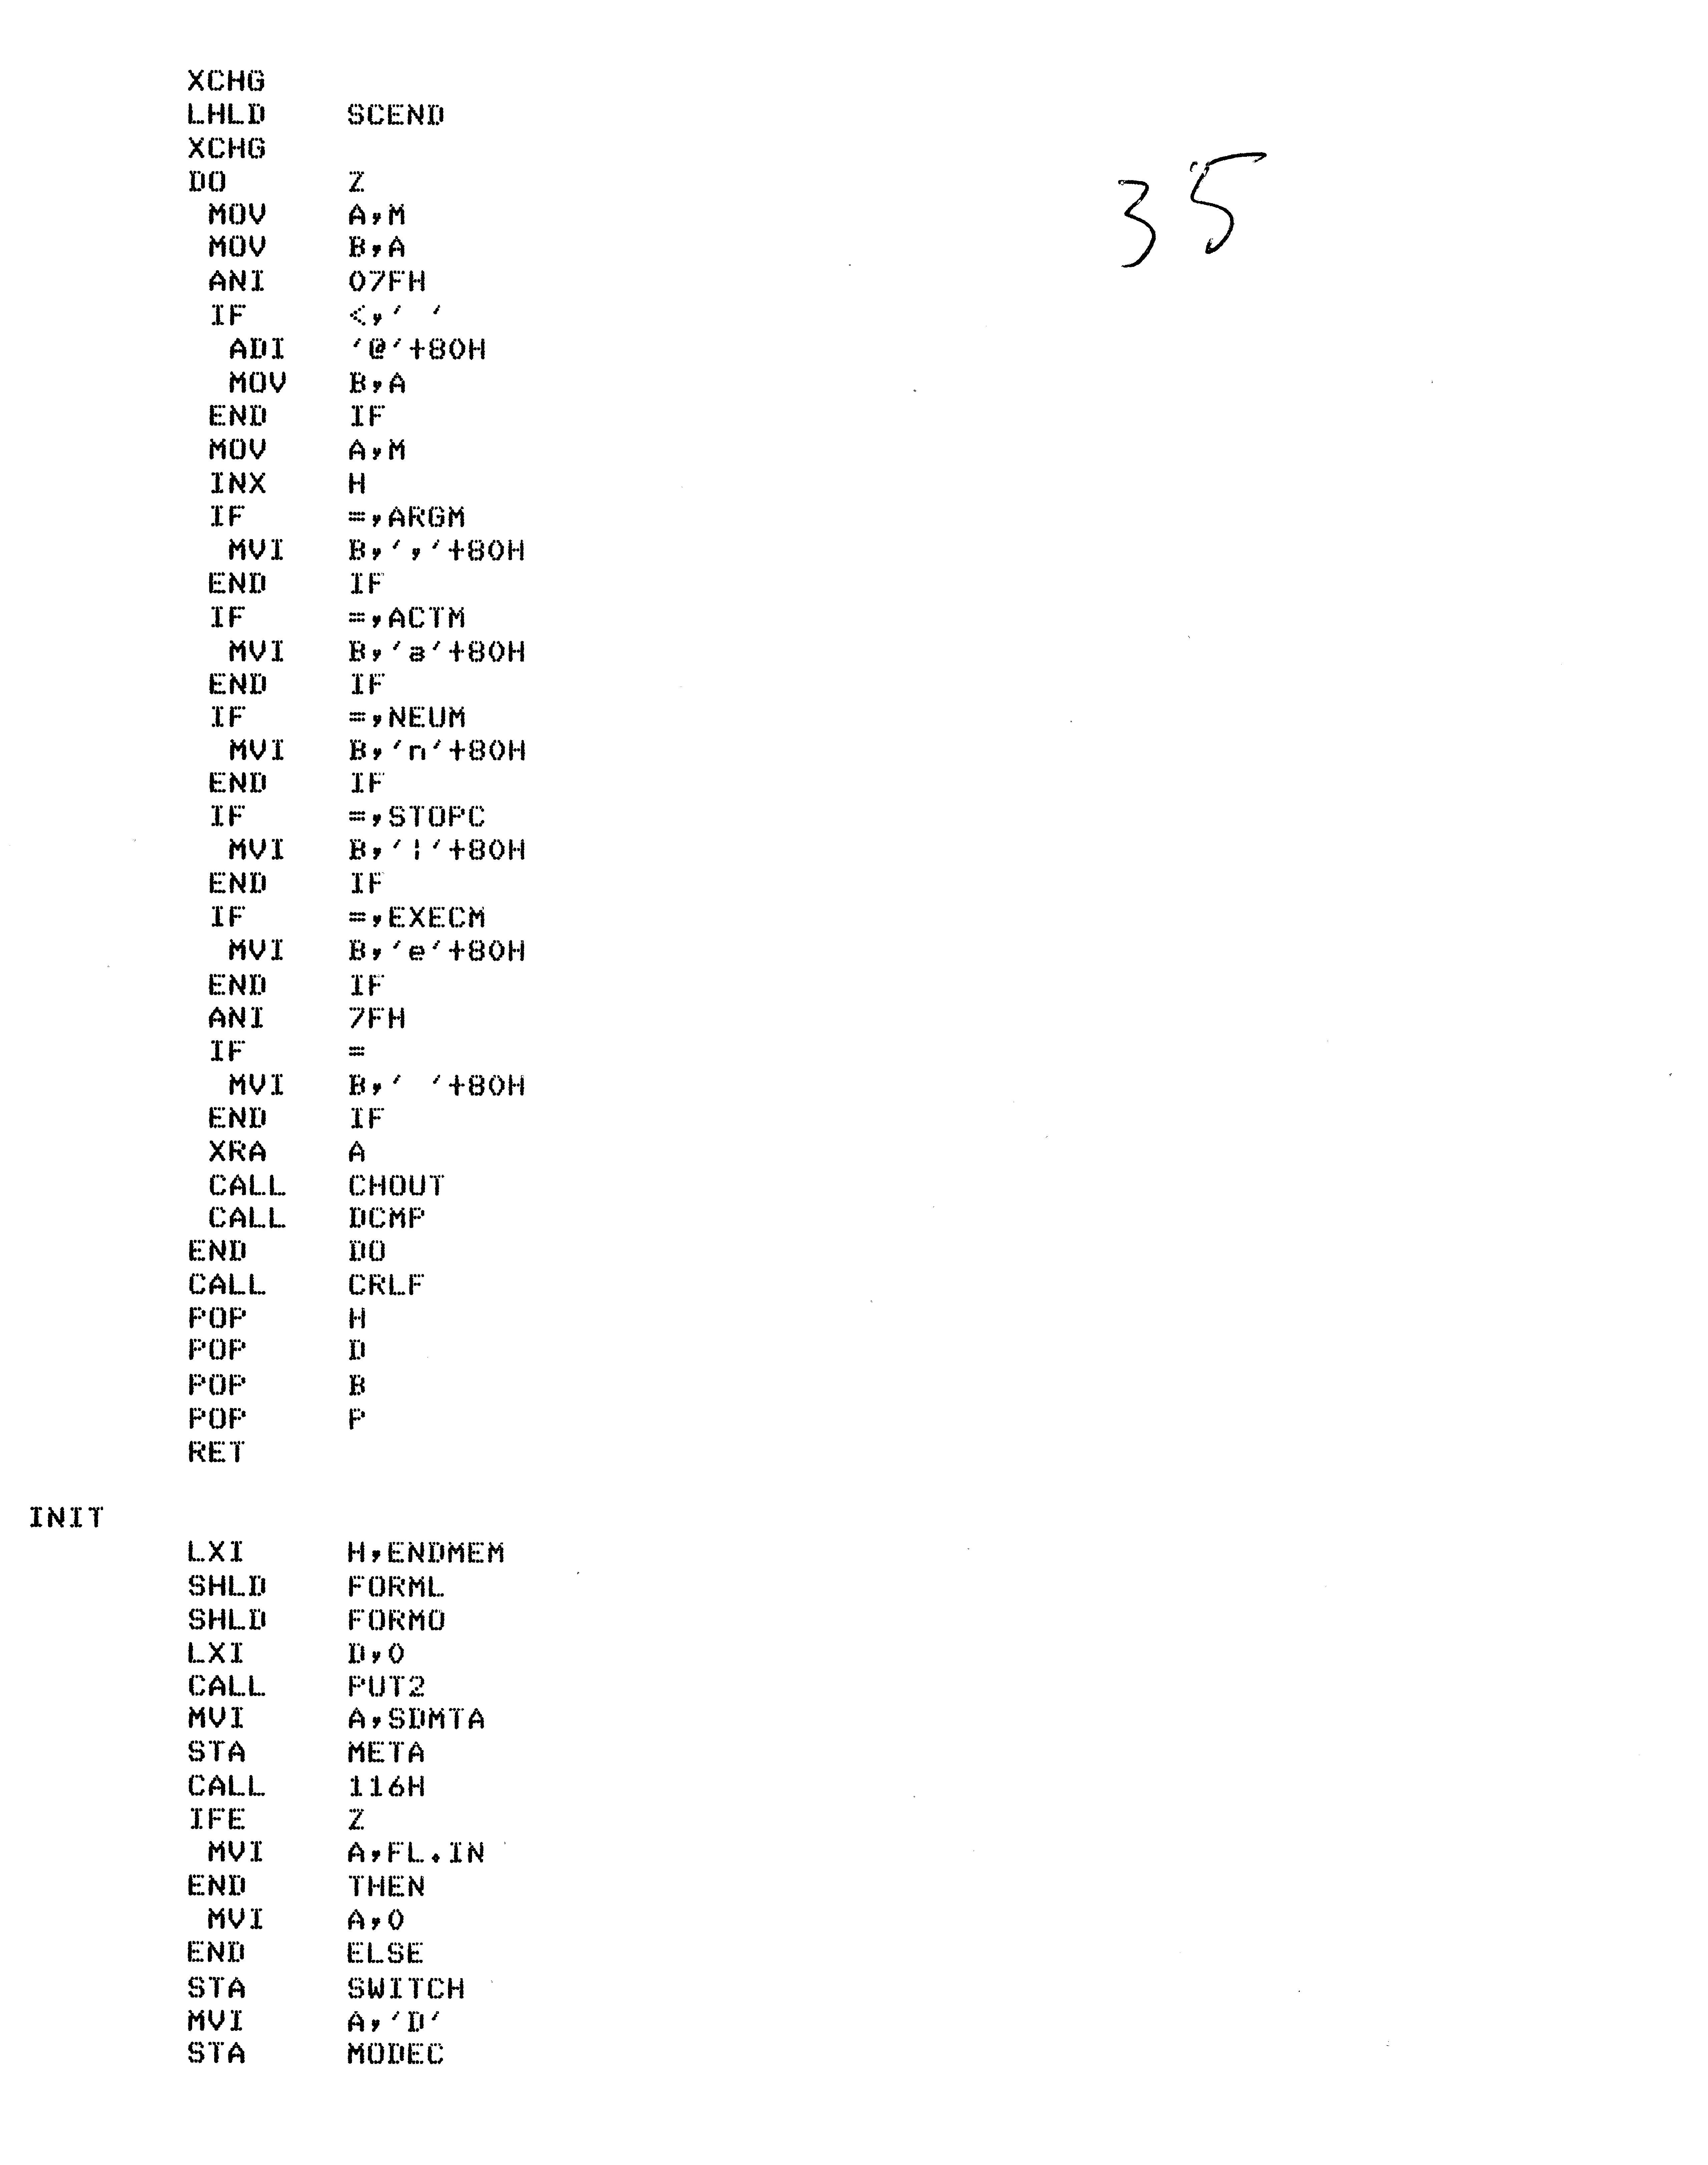 XCHG
LHLD SCEND
XCHG
35
DO Z
MOV A,M
MOV B,A
ANI 07FH
IF <,' '
ADI '@'+80H
MOV B,A
END IF
MOV A,M
INX H
IF =,ARGM
MVI B,','+80H
END IF
IF =,ACTM
MVI B,'a'+80H
END IF
IF =,NEUM
MVI B,'n'+80H
END IF
IF =,STOPC
MVI B,'|'+80H
END IF
IF =,EXECM
MVI B,'e'+80H
END IF
ANI 7FH
IF =
MVI B,' '+80H
END IF
XRA A
CALL CHOUT
CALL DCMP
END DO
CALL CRLF
POP H
POP D
POP B
POP P
RET
INIT
LXI H,ENDMEM
SHLD FORML
SHLD FORMO
LXI D,0
CALL PUT2
MVI A,SDMTA
STA META
CALL 116H
IFE Z
MVI A,FL.IN
END THEN
MVI A,0
END ELSE
STA SWITCH
MVI A,'D'
STA MODEC